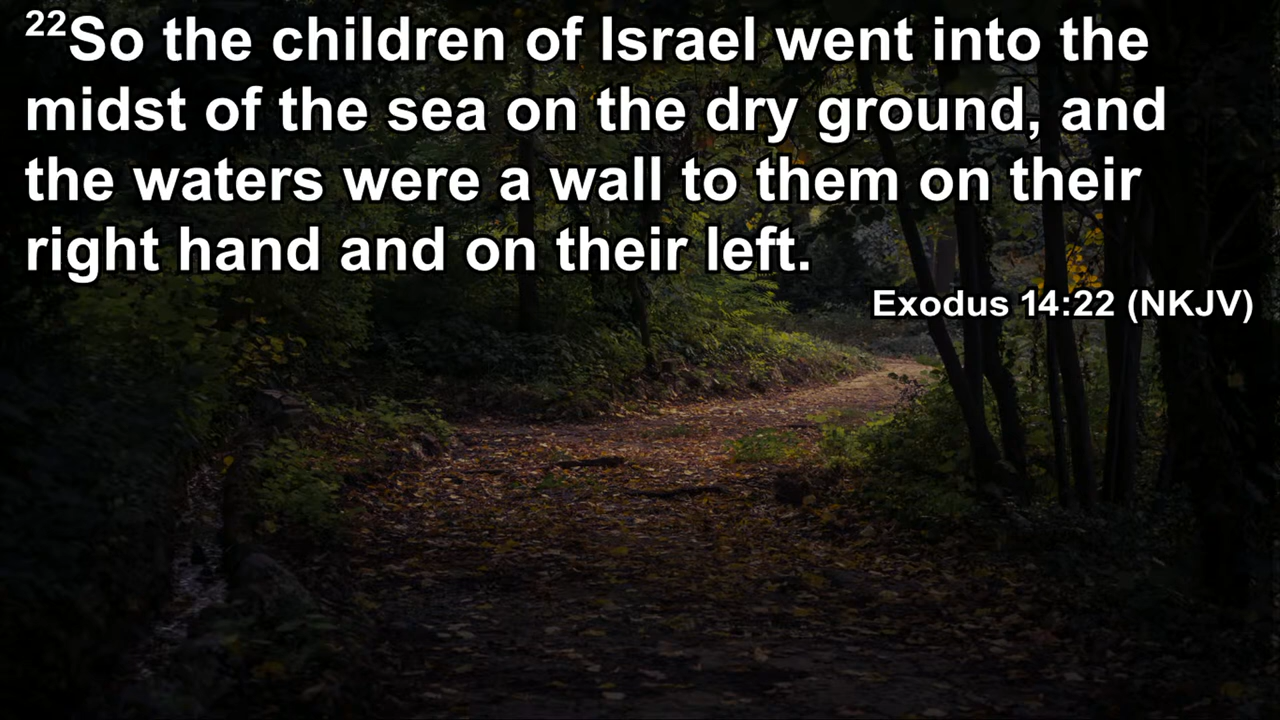 ²²So the children of Israel went into the
midst of the sea on the dry ground, and
the waters were a wall to them on their
right hand and on their left.
Exodus 14:22 (NKJV)